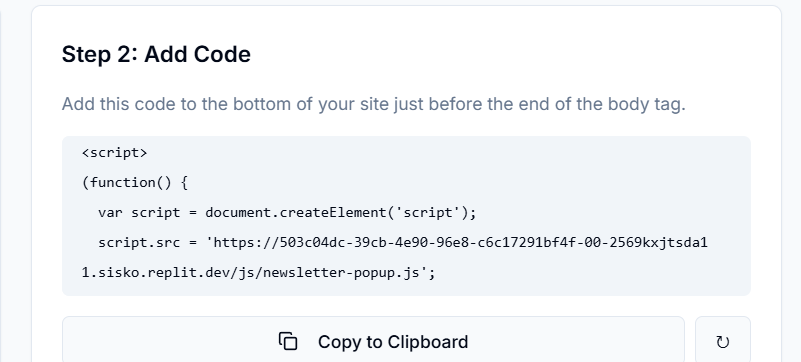 Step 2: Add Code
Add this code to the bottom of your site just before the end of the body tag.
<script>
(function() {
  var script = document.createElement('script');
  script.src = 'https://503c04dc-39cb-4e90-96e8-c6c17291bf4f-00-2569kxjtsda1
1.sisko.replit.dev/js/newsletter-popup.js';
Copy to Clipboard